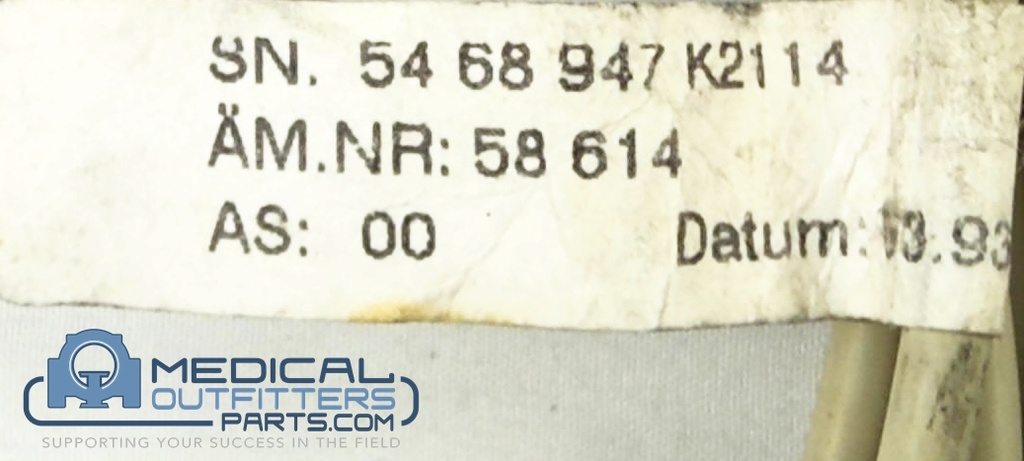 SN. 54 68 947 K2114
ÄM.NR: 58 614
AS: 00 Datum:
MEDICAL
OUTFITTERS
PARTS.COM
SUPPORTING YOUR SUCCESS IN THE FIELD